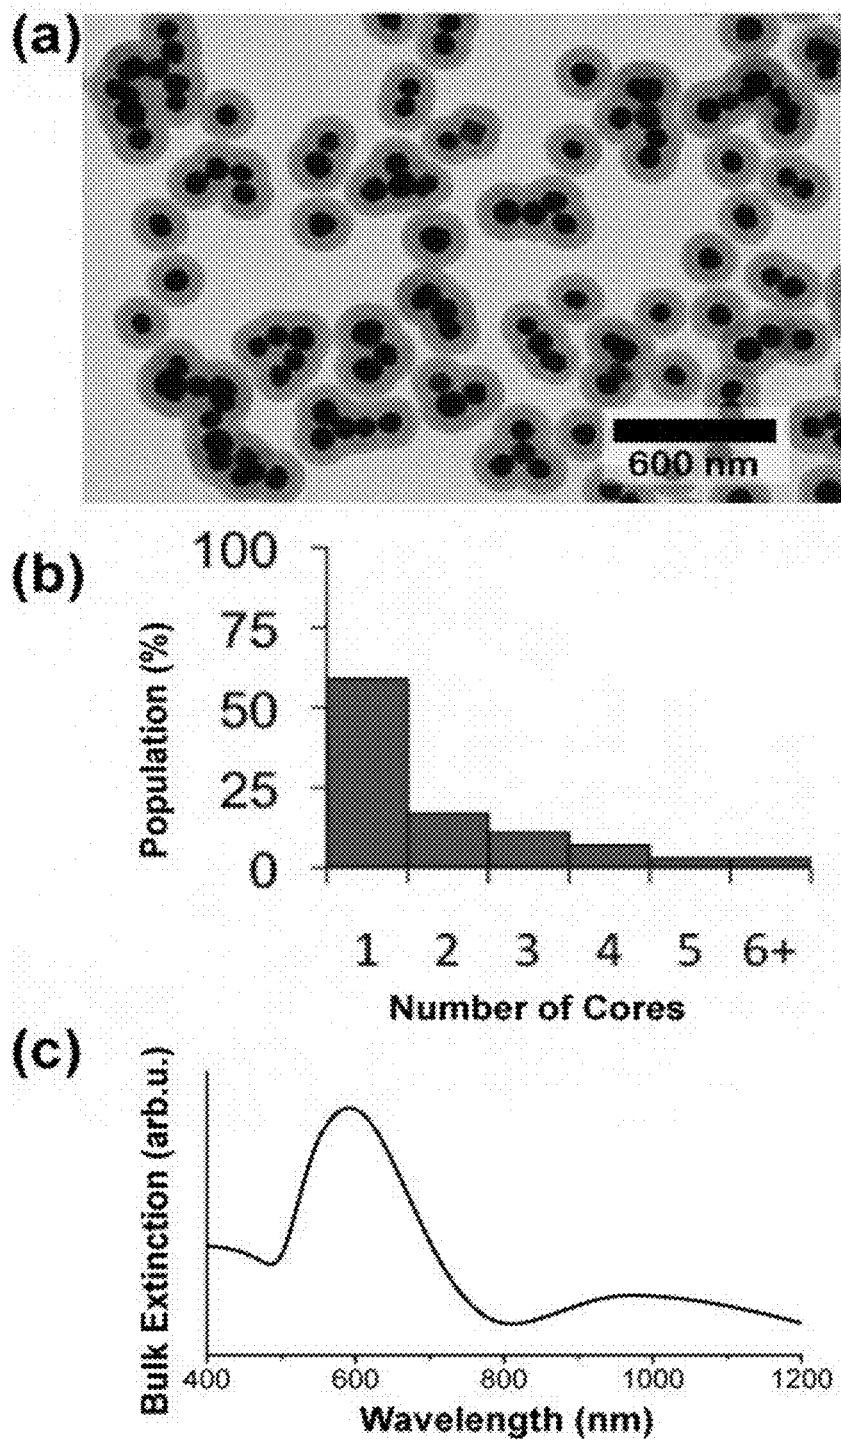 (a)
600 nm
(b)
100
75
50
25
0
Population (%)
1 2 3 4 5 6+
Number of Cores
(c)
Bulk Extinction (arb.u.)
400 600 800 1000 1200
Wavelength (nm)